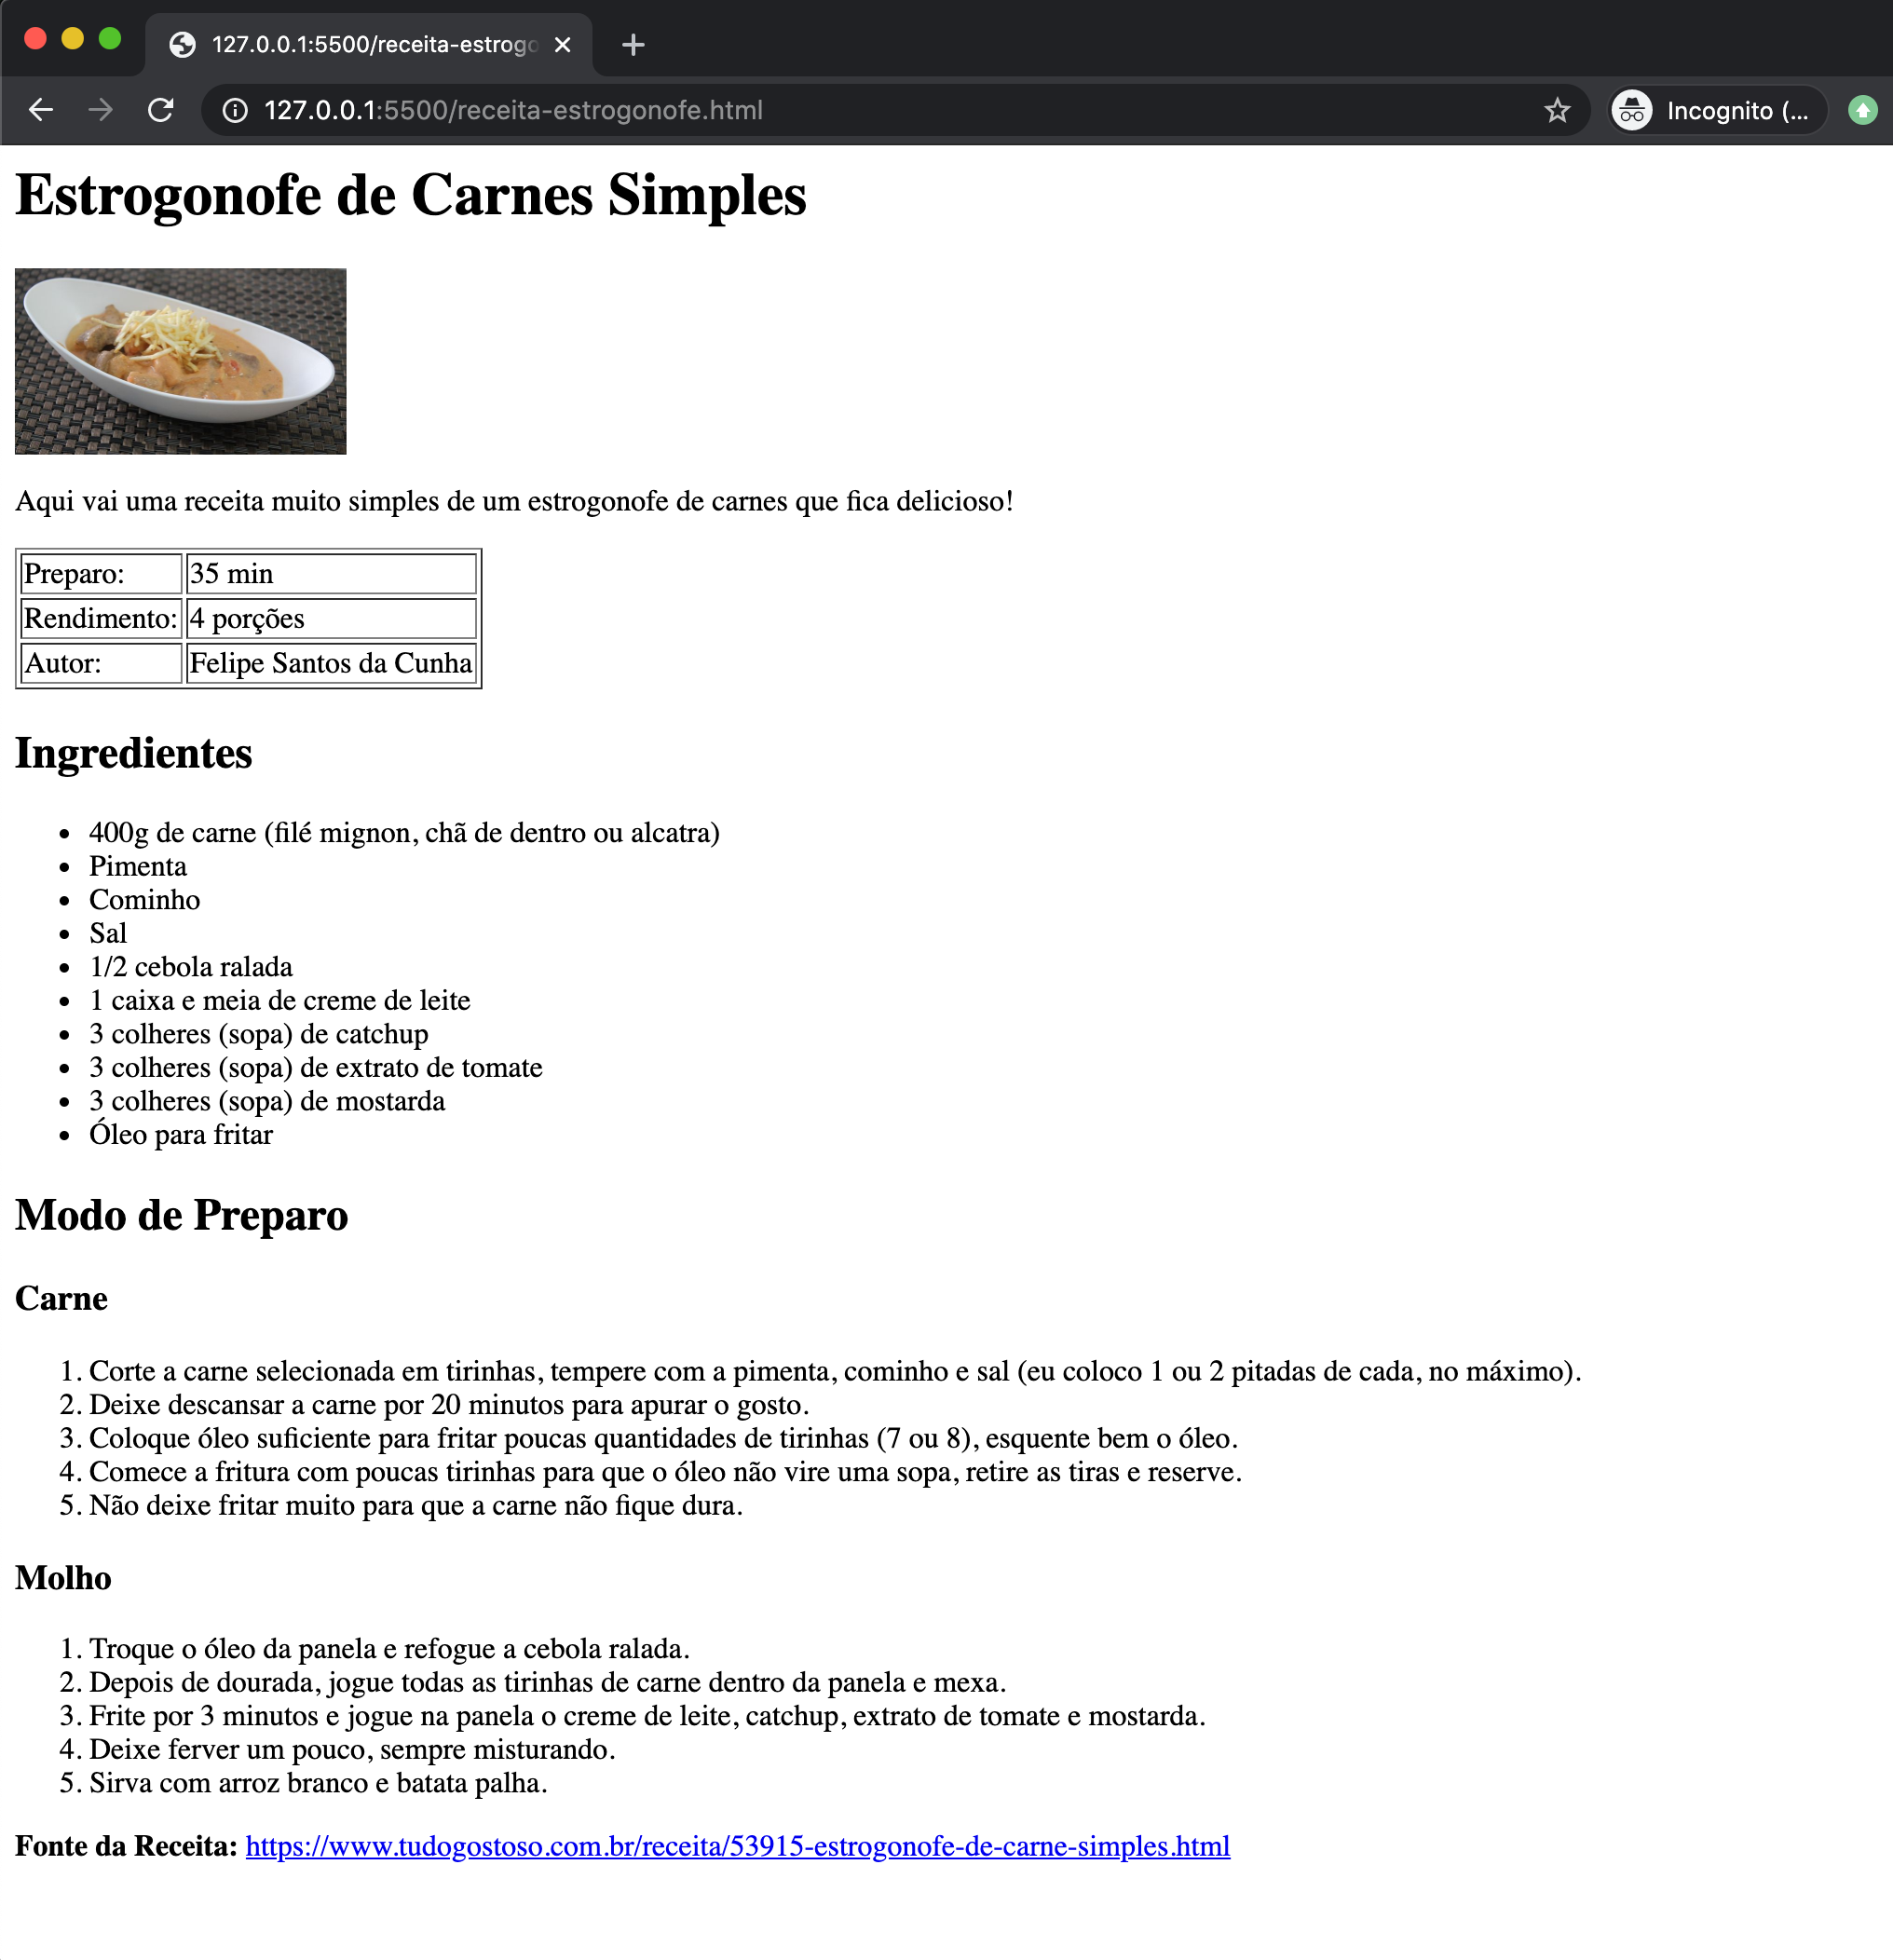 127.0.0.1:5500/receita-estrogo
127.0.0.1:5500/receita-estrogonofe.html
Incognito (...
Estrogonofe de Carnes Simples
Aqui vai uma receita muito simples de um estrogonofe de carnes que fica delicioso!
Preparo: 35 min
Rendimento: 4 porções
Autor: Felipe Santos da Cunha
Ingredientes
• 400g de carne (filé mignon, chã de dentro ou alcatra)
• Pimenta
• Cominho
• Sal
• 1/2 cebola ralada
• 1 caixa e meia de creme de leite
• 3 colheres (sopa) de catchup
• 3 colheres (sopa) de extrato de tomate
• 3 colheres (sopa) de mostarda
• Óleo para fritar
Modo de Preparo
Carne
1. Corte a carne selecionada em tirinhas, tempere com a pimenta, cominho e sal (eu coloco 1 ou 2 pitadas de cada, no máximo).
2. Deixe descansar a carne por 20 minutos para apurar o gosto.
3. Coloque óleo suficiente para fritar poucas quantidades de tirinhas (7 ou 8), esquente bem o óleo.
4. Comece a fritura com poucas tirinhas para que o óleo não vire uma sopa, retire as tiras e reserve.
5. Não deixe fritar muito para que a carne não fique dura.
Molho
1. Troque o óleo da panela e refogue a cebola ralada.
2. Depois de dourada, jogue todas as tirinhas de carne dentro da panela e mexa.
3. Frite por 3 minutos e jogue na panela o creme de leite, catchup, extrato de tomate e mostarda.
4. Deixe ferver um pouco, sempre misturando.
5. Sirva com arroz branco e batata palha.
Fonte da Receita: https://www.tudogostoso.com.br/receita/53915-estrogonofe-de-carne-simples.html